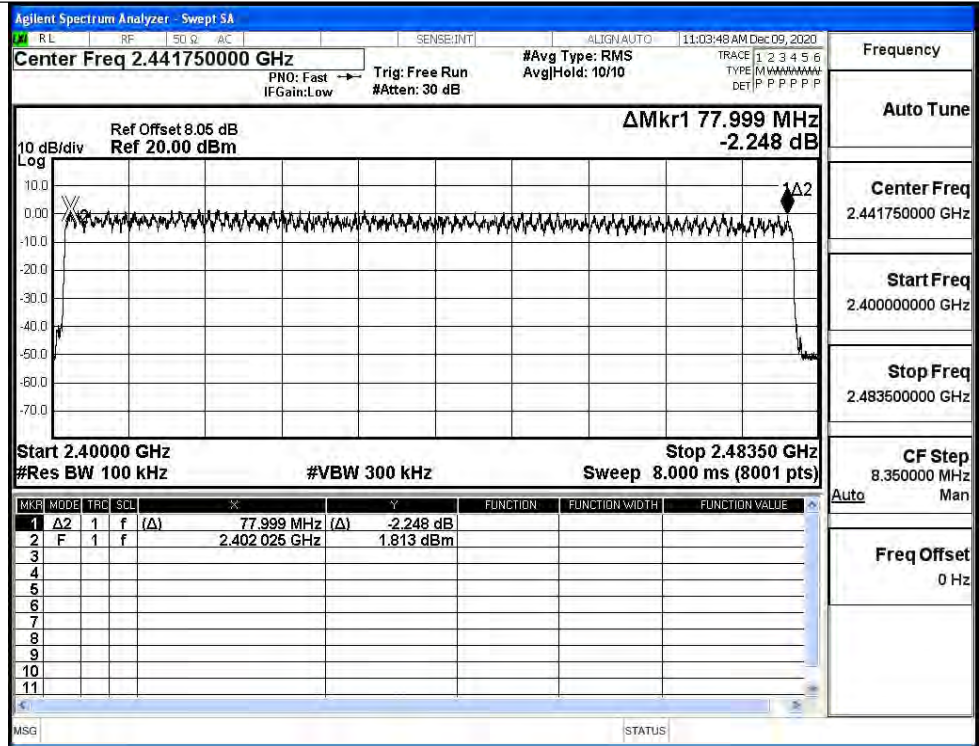 Agilent Spectrum Analyzer - Swept SA
RL RF 50 Ω AC SENSE:INT ALIGNAUTO 11:03:48 AM Dec 09, 2020
Center Freq 2.441750000 GHz
PNO: Fast
IFGain:Low
Trig: Free Run
#Atten: 30 dB
#Avg Type: RMS
Avg|Hold: 10/10
TRACE 1 2 3 4 5 6
TYPE M WWWWW
DET P P P P P P
ΔMkr1 77.999 MHz
-2.248 dB
Ref Offset 8.05 dB
10 dB/div Ref 20.00 dBm
Log
10.0
0.00
-10.0
-20.0
-30.0
-40.0
-50.0
-60.0
-70.0
1Δ2
2
Start 2.40000 GHz Stop 2.48350 GHz
#Res BW 100 kHz #VBW 300 kHz Sweep 8.000 ms (8001 pts)
MKR MODE TRC SCL X Y FUNCTION FUNCTION WIDTH FUNCTION VALUE
1 Δ2 1 f (Δ) 77.999 MHz (Δ) -2.248 dB
2 F 1 f 2.402 025 GHz 1.813 dBm
3
4
5
6
7
8
9
10
11
MSG STATUS
Frequency
Auto Tune
Center Freq
2.441750000 GHz
Start Freq
2.400000000 GHz
Stop Freq
2.483500000 GHz
CF Step
8.350000 MHz
Auto Man
Freq Offset
0 Hz